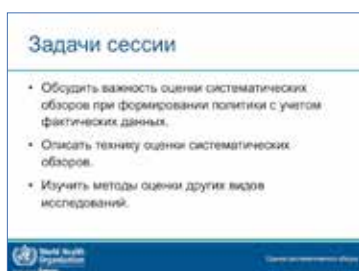 Задачи сессии
• Обсудить важность оценки систематических
обзоров при формировании политики с учетом
фактических данных.
• Описать технику оценки систематических
обзоров.
• Изучить методы оценки других видов
исследований.
World Health
Organization